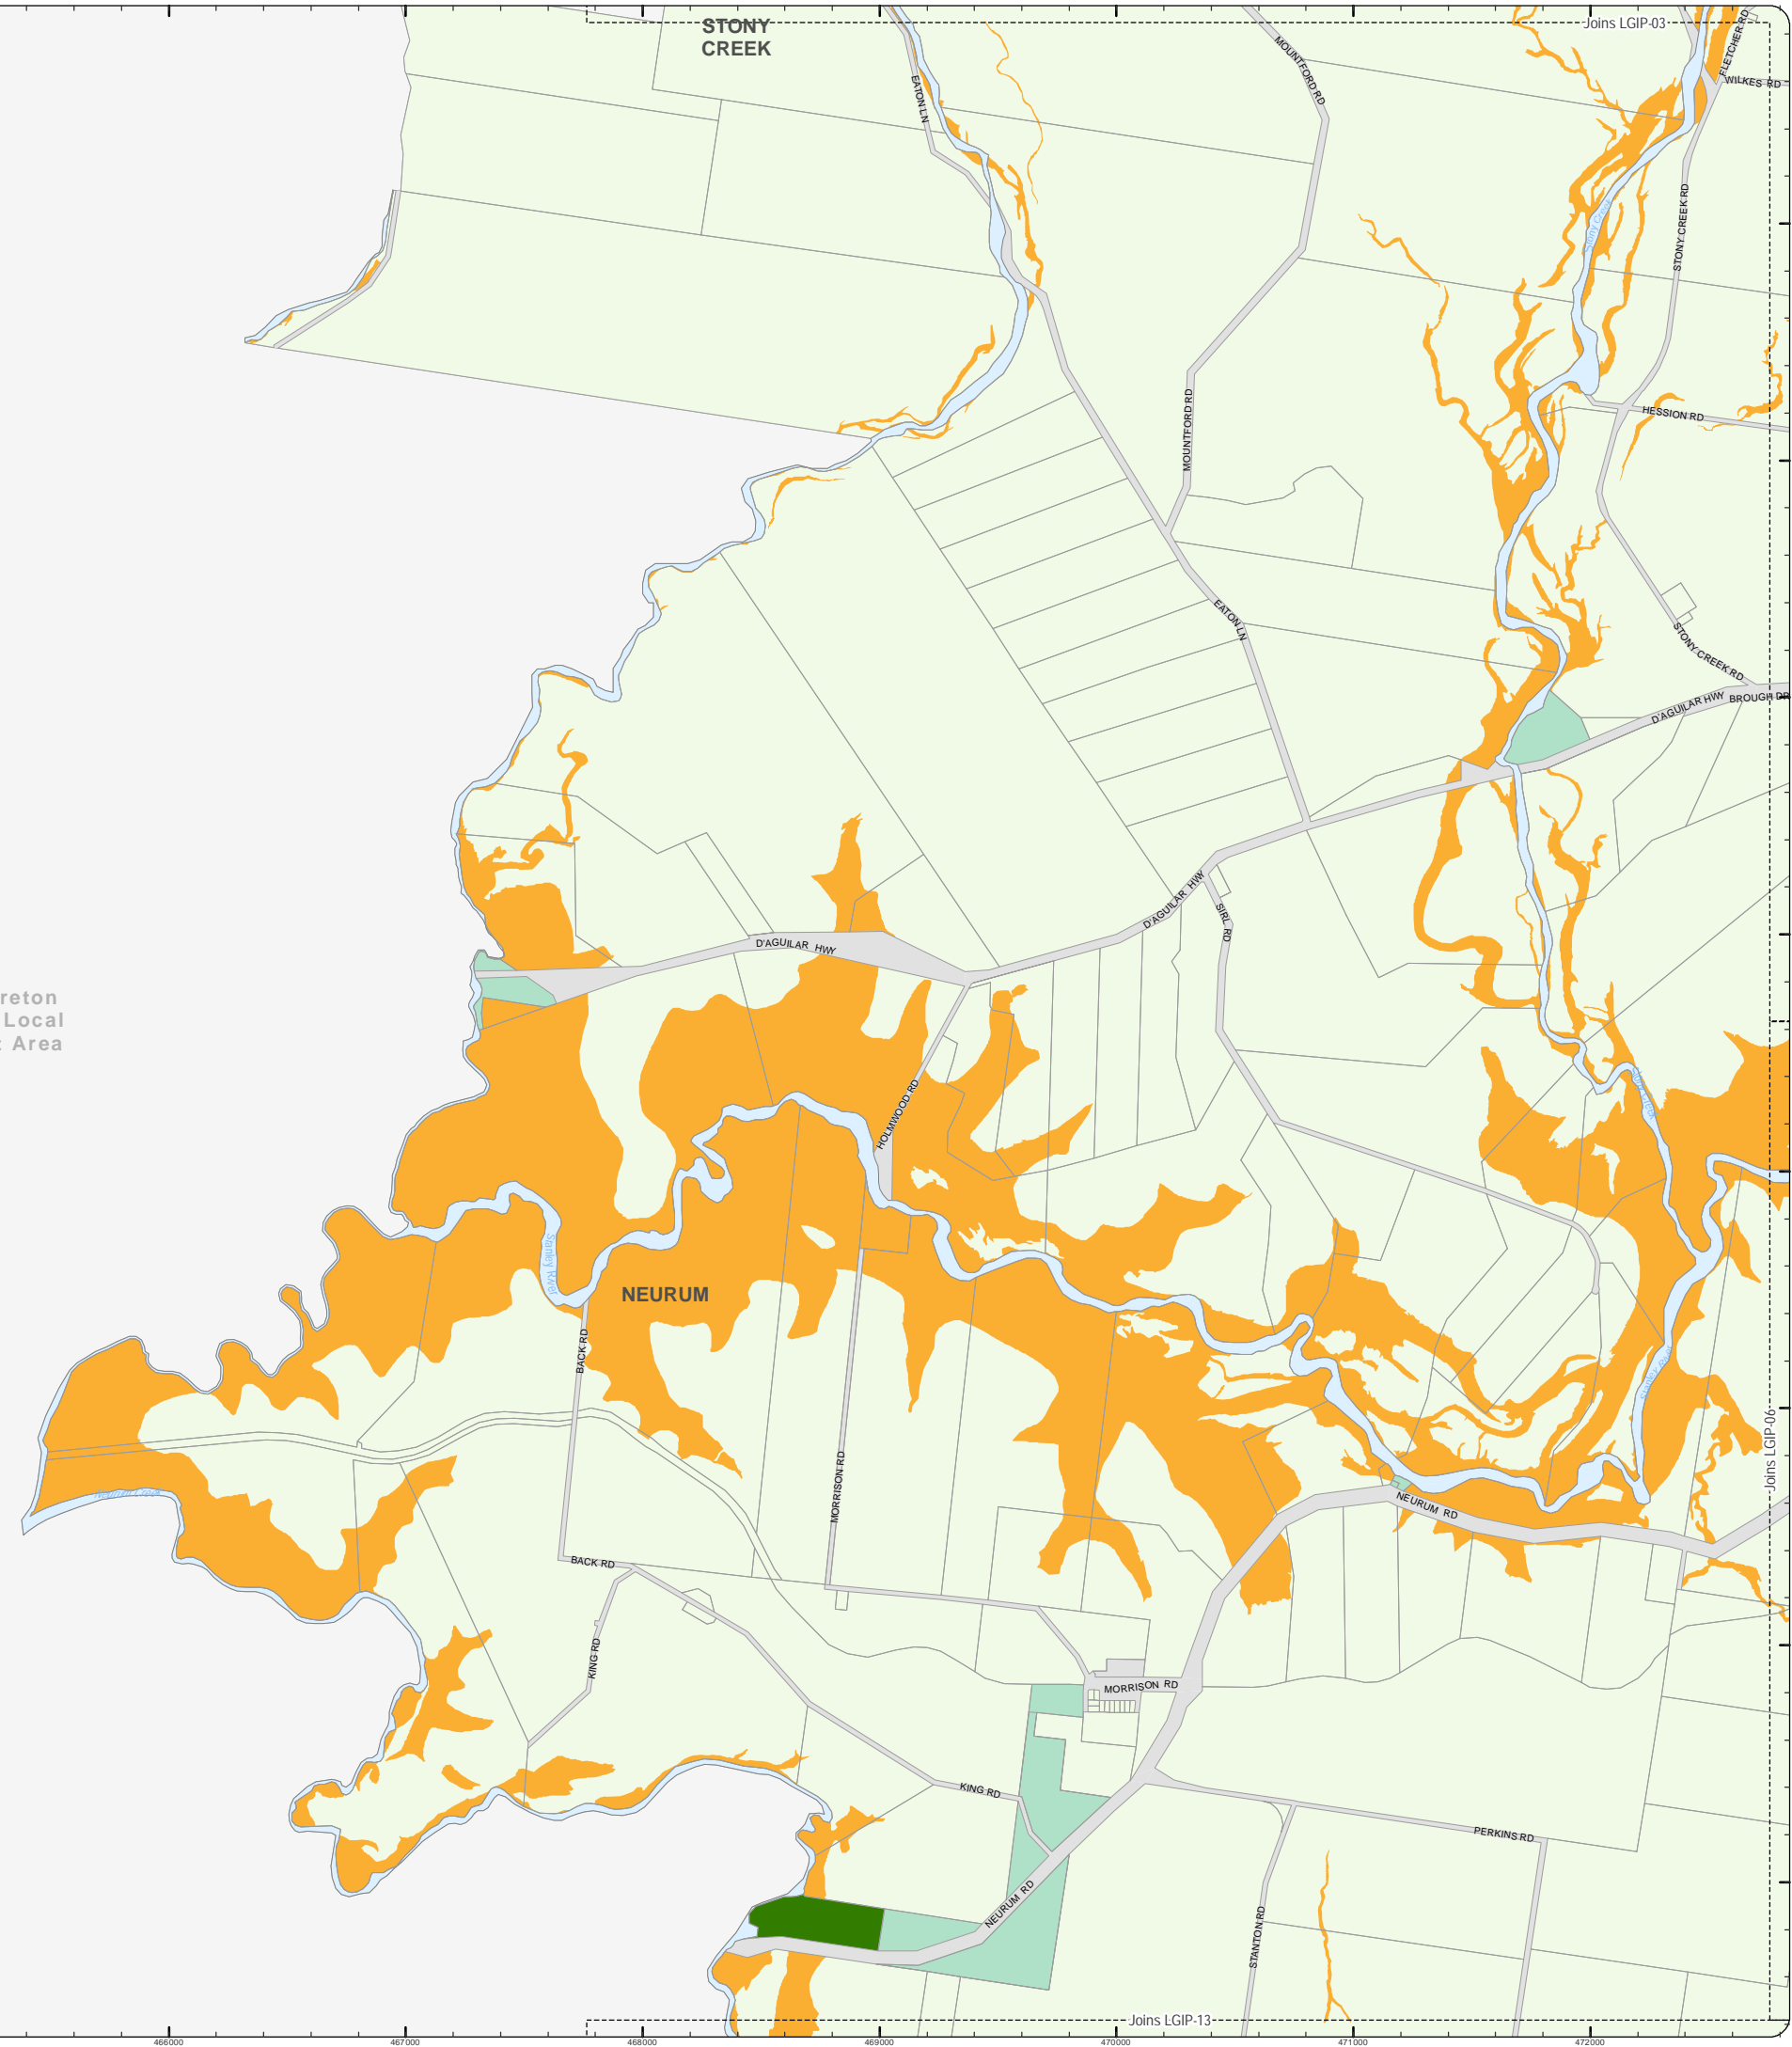 STONY
CREEK
Joins LGIP-03
FLETCHER RD
WILKES RD
MOUNTFORD RD
EATON LN
STONY CREEK RD
Stony Creek
HESSION RD
MOUNTFORD RD
EATON LN
STONY CREEK RD
D'AGUILAR HWY
BROUGH DR
D'AGUILAR HWY
SIRL RD
D'AGUILAR HWY
reton
Local
Area
HOLMWOOD RD
Stanley River
NEURUM
BACK RD
Joins LGIP-06
MORRISON RD
NEURUM RD
BACK RD
KING RD
MORRISON RD
KING RD
PERKINS RD
NEURUM RD
STANTON RD
Joins LGIP-13
466000
467000
468000
469000
470000
471000
472000